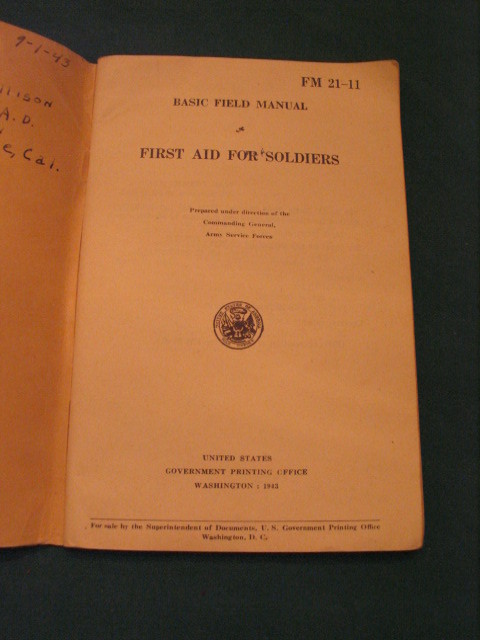 9-1-43
A.D.
Cal.
FM 21-11
BASIC FIELD MANUAL
FIRST AID FOR SOLDIERS
Prepared under direction of the
Commanding General,
Army Service Forces
UNITED STATES
GOVERNMENT PRINTING OFFICE
WASHINGTON : 1943
For sale by the Superintendent of Documents, U. S. Government Printing Office
Washington, D. C.